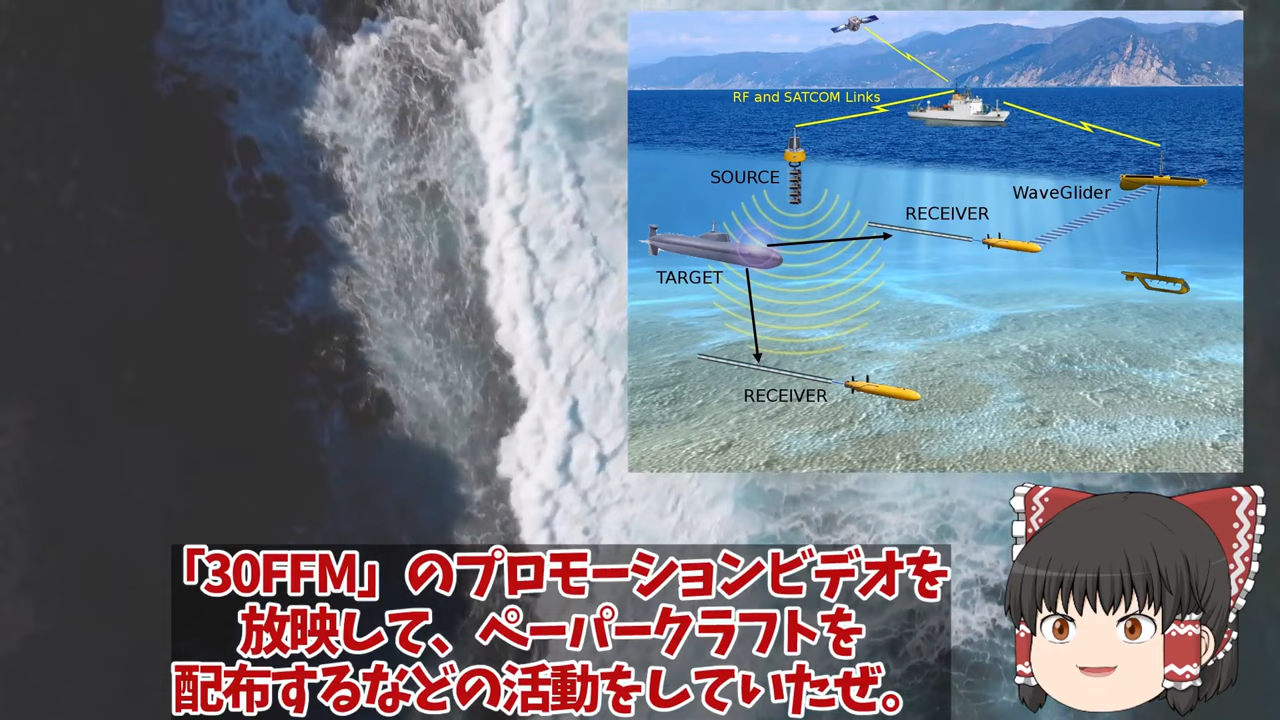 RF and SATCOM Links
SOURCE
WaveGlider
RECEIVER
TARGET
RECEIVER
「30FFM」のプロモーションビデオを
放映して、ペーパークラフトを
配布するなどの活動をしていたぜ。